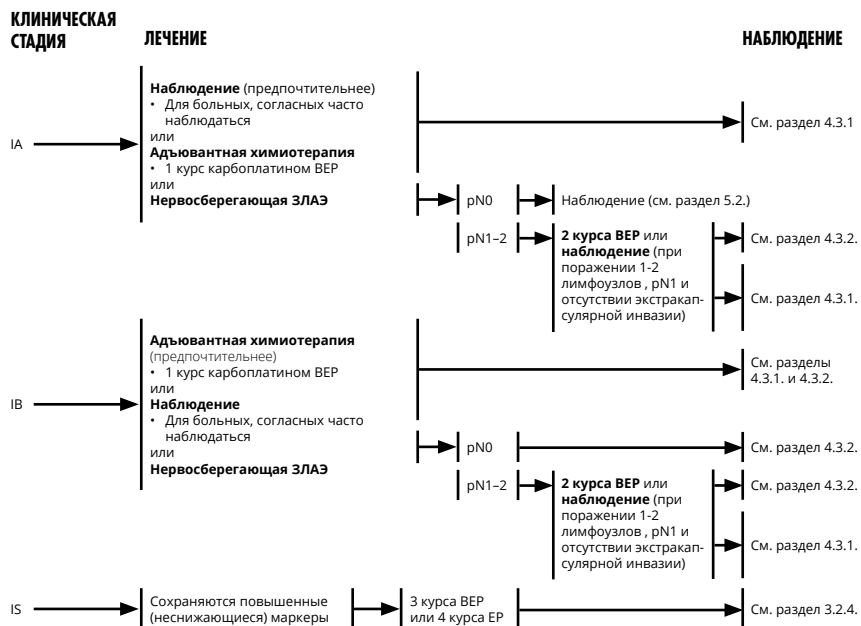 КЛИНИЧЕСКАЯ
СТАДИЯ
ЛЕЧЕНИЕ
НАБЛЮДЕНИЕ
IA
Наблюдение (предпочтительнее)
• Для больных, согласных часто
наблюдаться
или
Адъювантная химиотерапия
• 1 курс карбоплатином ВЕР
или
Нервосберегающая ЗЛАЭ
См. раздел 4.3.1
pN0
Наблюдение (см. раздел 5.2.)
pN1–2
2 курса ВЕР или
наблюдение (при
поражении 1-2
лимфоузлов , pN1 и
отсутствии экстракап-
сулярной инвазии)
См. раздел 4.3.2.
См. раздел 4.3.1.
IB
Адъювантная химиотерапия
(предпочтительнее)
• 1 курс карбоплатином ВЕР
или
Наблюдение
• Для больных, согласных часто
наблюдаться
или
Нервосберегающая ЗЛАЭ
См. разделы
4.3.1. и 4.3.2.
pN0
См. раздел 4.3.2.
pN1–2
2 курса ВЕР или
наблюдение (при
поражении 1-2
лимфоузлов , pN1 и
отсутствии экстракап-
сулярной инвазии)
См. раздел 4.3.2.
См. раздел 4.3.1.
IS
Сохраняются повышенные
(неснижающиеся) маркеры
3 курса ВЕР
или 4 курса ЕР
См. раздел 3.2.4.